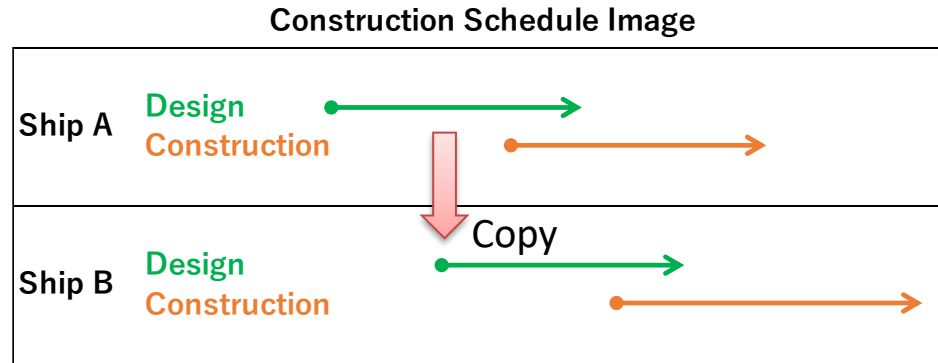 Construction Schedule Image
Ship A
Design
Construction
Copy
Ship B
Design
Construction